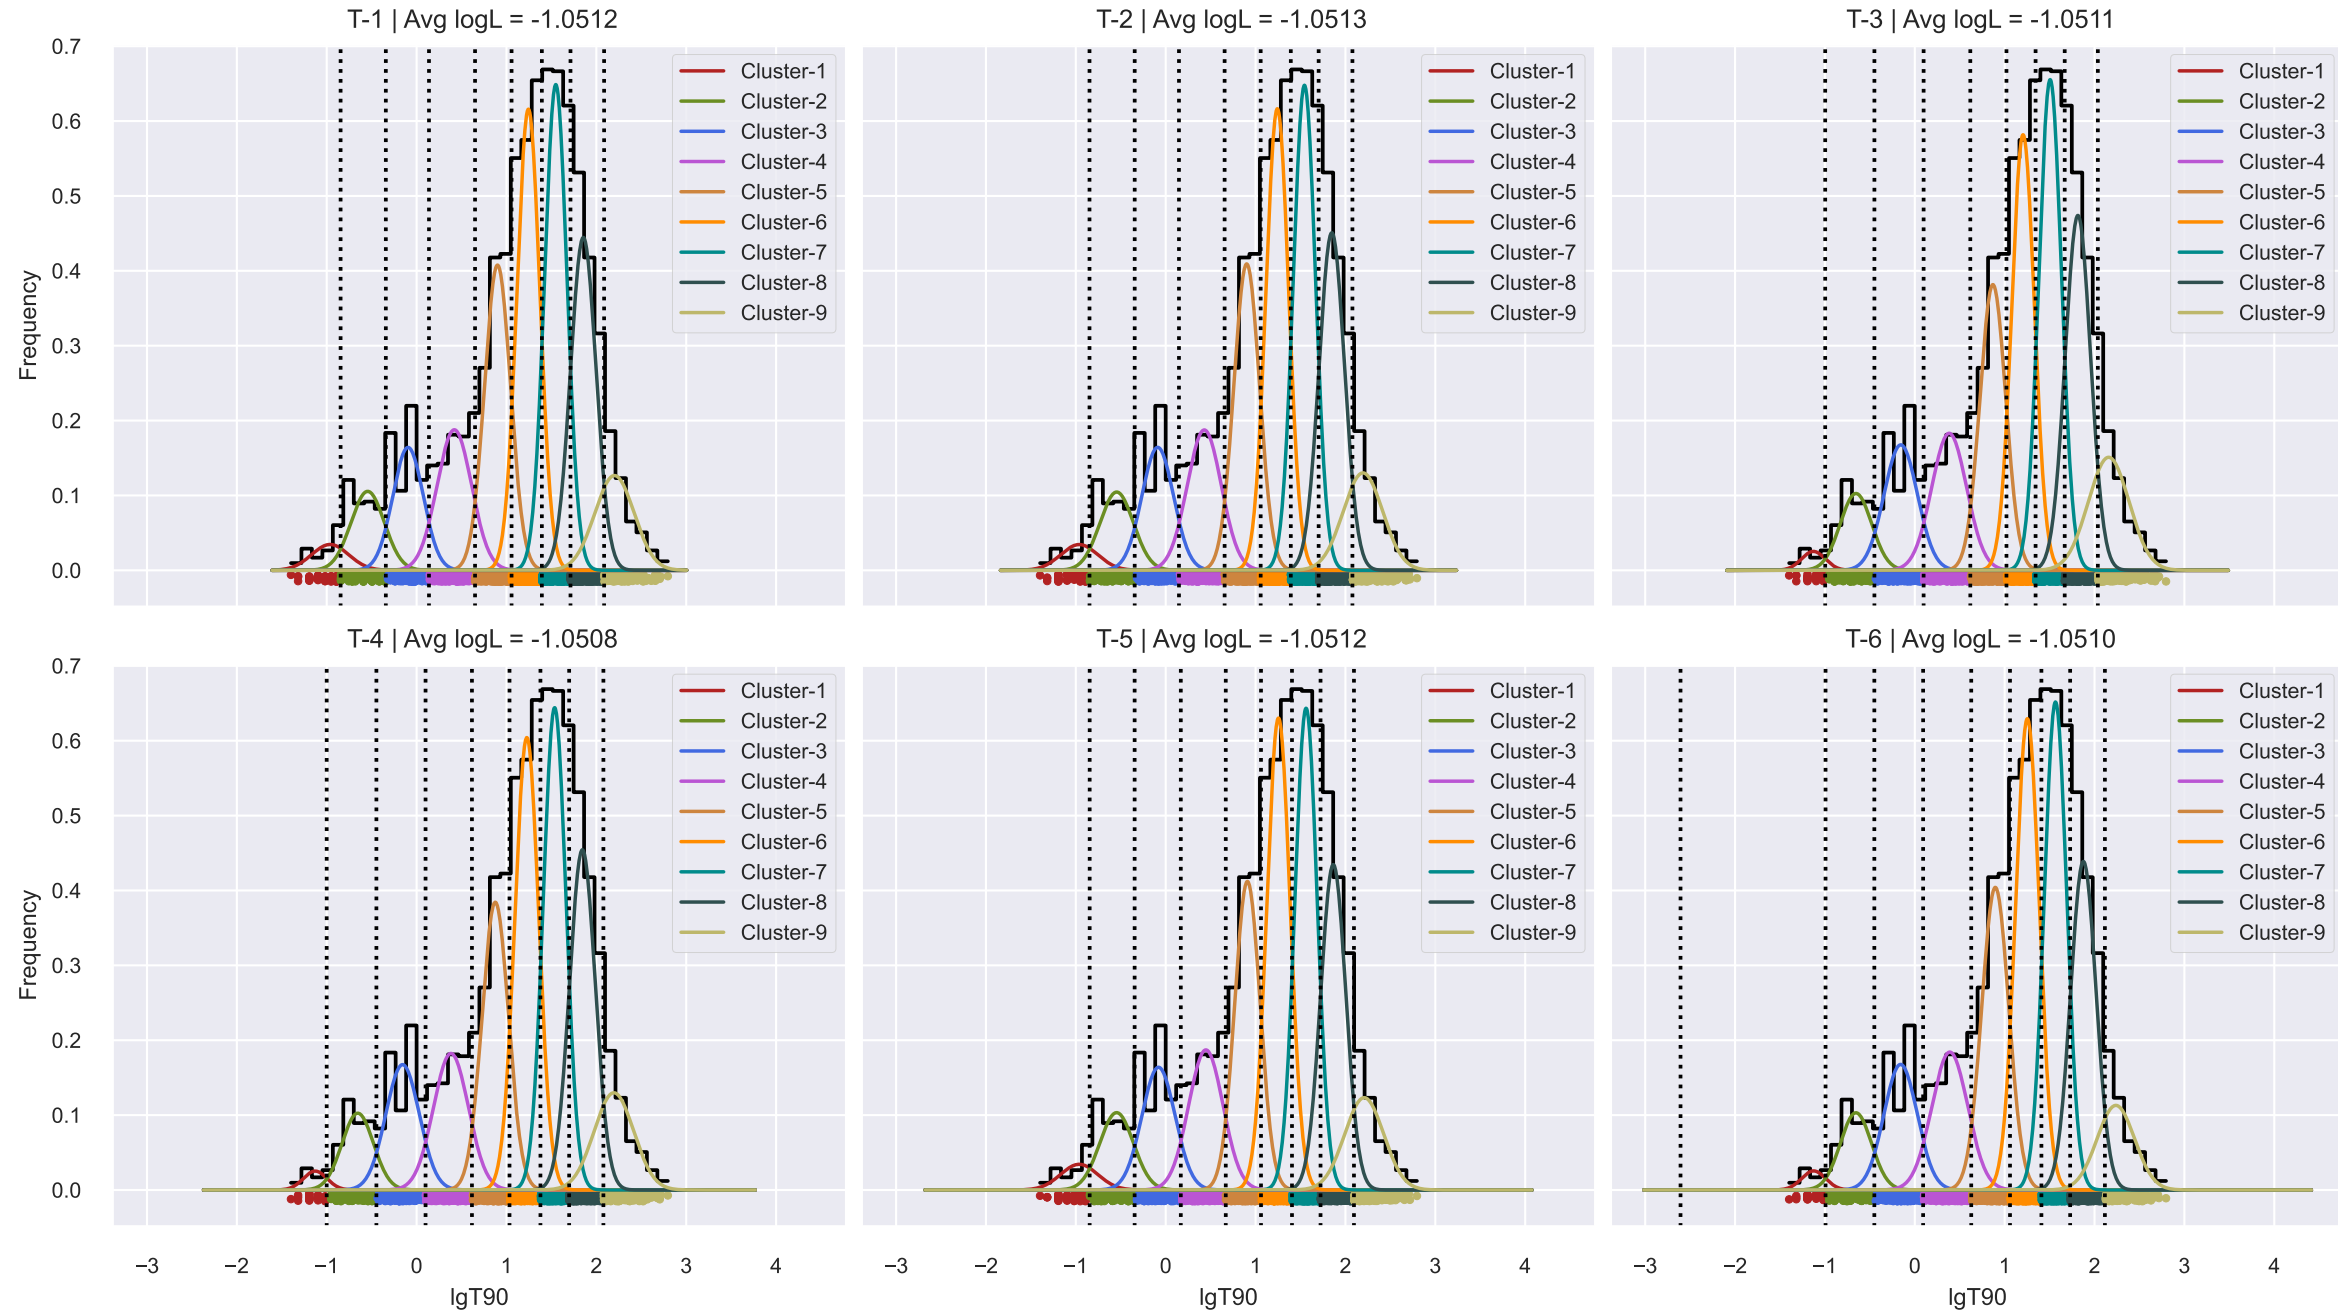 T-1 | Avg logL = -1.0512
T-2 | Avg logL = -1.0513
T-3 | Avg logL = -1.0511
0.7
0.6
0.5
0.4
0.3
0.2
0.1
0.0
Frequency
Cluster-1
Cluster-2
Cluster-3
Cluster-4
Cluster-5
Cluster-6
Cluster-7
Cluster-8
Cluster-9
Cluster-1
Cluster-2
Cluster-3
Cluster-4
Cluster-5
Cluster-6
Cluster-7
Cluster-8
Cluster-9
Cluster-1
Cluster-2
Cluster-3
Cluster-4
Cluster-5
Cluster-6
Cluster-7
Cluster-8
Cluster-9
T-4 | Avg logL = -1.0508
T-5 | Avg logL = -1.0512
T-6 | Avg logL = -1.0510
0.7
0.6
0.5
0.4
0.3
0.2
0.1
0.0
Frequency
Cluster-1
Cluster-2
Cluster-3
Cluster-4
Cluster-5
Cluster-6
Cluster-7
Cluster-8
Cluster-9
Cluster-1
Cluster-2
Cluster-3
Cluster-4
Cluster-5
Cluster-6
Cluster-7
Cluster-8
Cluster-9
Cluster-1
Cluster-2
Cluster-3
Cluster-4
Cluster-5
Cluster-6
Cluster-7
Cluster-8
Cluster-9
−3 −2 −1 0 1 2 3 4
−3 −2 −1 0 1 2 3 4
−3 −2 −1 0 1 2 3 4
lgT90
lgT90
lgT90